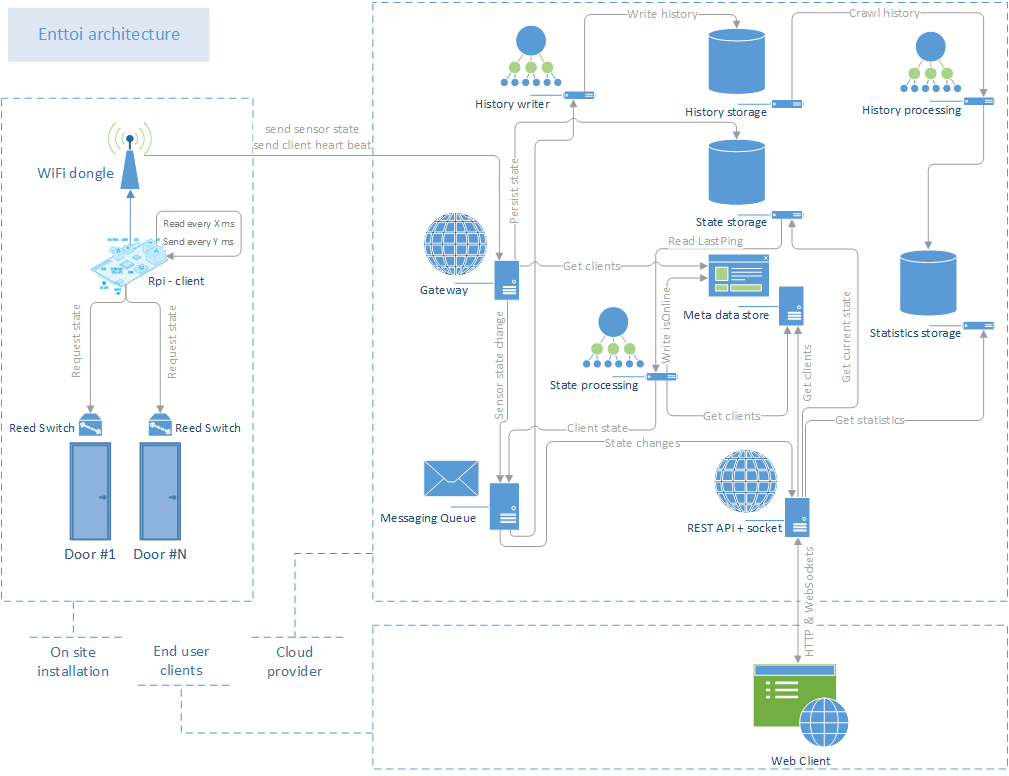 Enttoi architecture
Write history
Crawl history
History writer
History storage
History processing
send sensor state
send client heart beat
WiFi dongle
Persist state
State storage
Read every X ms
Send every Y ms
Read LastPing
Rpi - client
Gateway
Get clients
Meta data store
Write isOnline
Get current state
Statistics storage
Request state
Request state
Sensor state change
State processing
Get clients
Get clients
Get statistics
Reed Switch
Reed Switch
Client state
State changes
Messaging Queue
REST API + socket
Door #1
Door #N
HTTP & WebSockets
On site
installation
End user
clients
Cloud
provider
Web Client